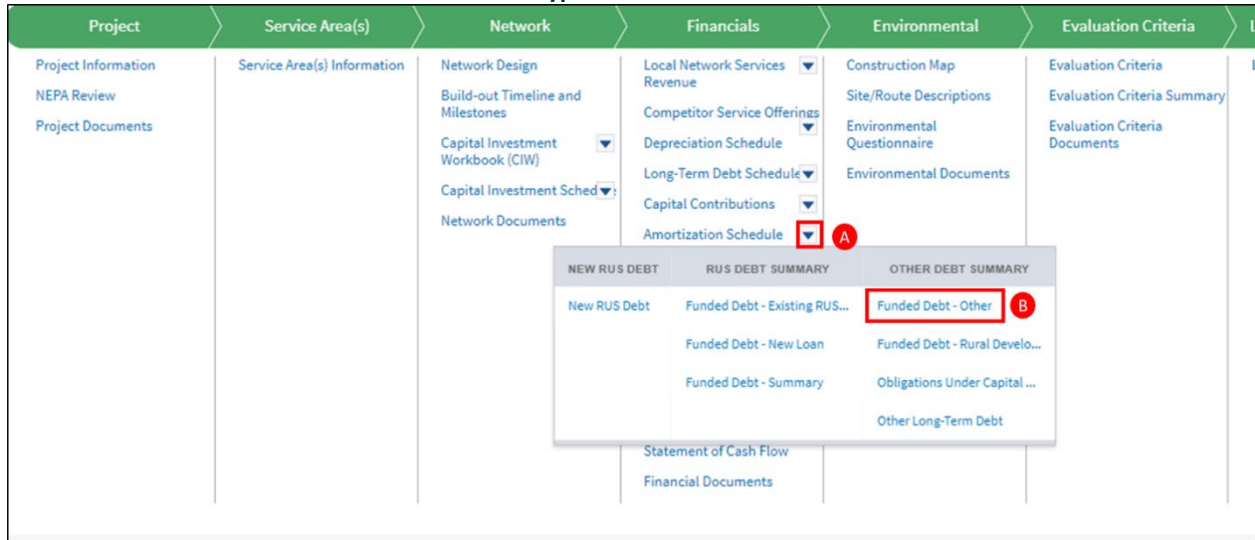 Project
Service Area(s)
Network
Financials
Environmental
Evaluation Criteria
Project Information
NEPA Review
Project Documents
Service Area(s) Information
Network Design
Build-out Timeline and
Milestones
Capital Investment
Workbook (CIW)
Capital Investment Sched
Network Documents
Local Network Services
Revenue
Competitor Service Offerings
Depreciation Schedule
Long-Term Debt Schedule
Capital Contributions
Amortization Schedule
A
NEW RUS DEBT
New RUS Debt
RUS DEBT SUMMARY
Funded Debt - Existing RUS...
Funded Debt - New Loan
Funded Debt - Summary
OTHER DEBT SUMMARY
Funded Debt - Other
B
Funded Debt - Rural Develo...
Obligations Under Capital ...
Other Long-Term Debt
Statement of Cash Flow
Financial Documents
Construction Map
Site/Route Descriptions
Environmental
Questionnaire
Environmental Documents
Evaluation Criteria
Evaluation Criteria Summary
Evaluation Criteria
Documents